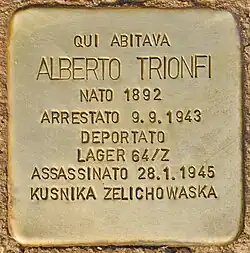 QUI ABITAVA
ALBERTO TRIONFI
NATO 1892
ARRESTATO 9.9.1943
DEPORTATO
LAGER 64/Z
ASSASSINATO 28.1.1945
KUSNIKA ZELICHOWASKA